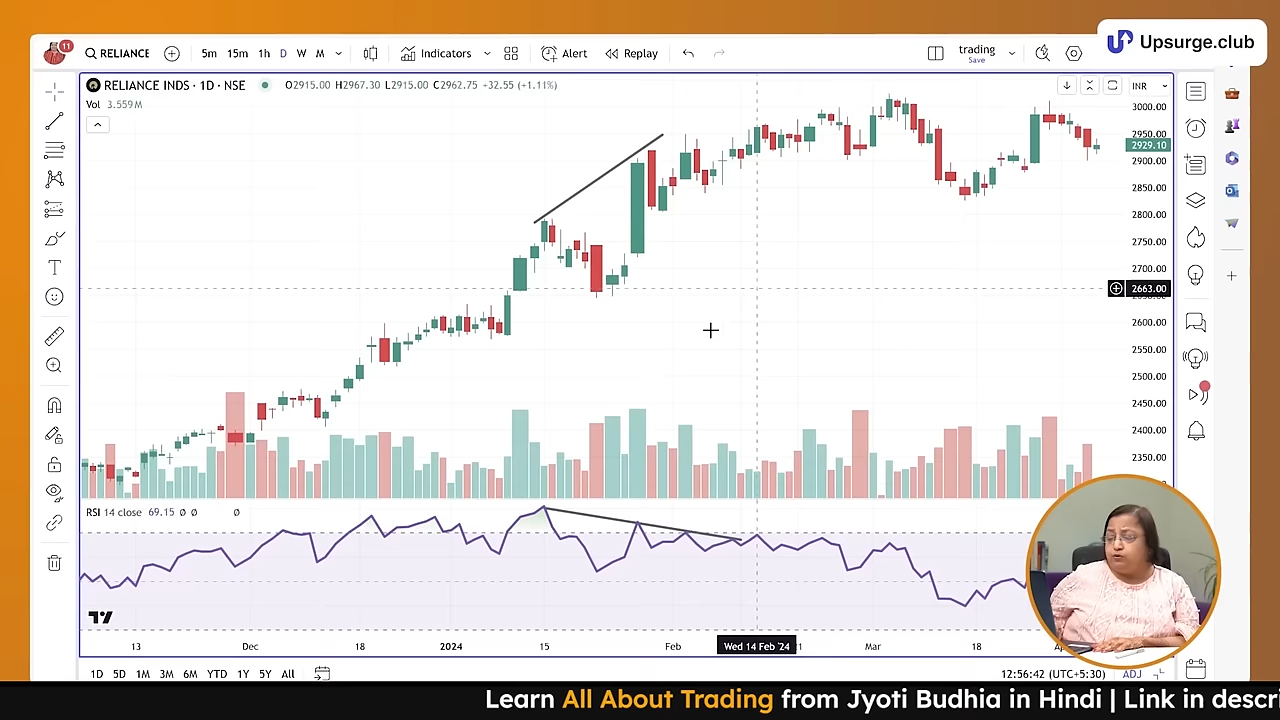 Upsurge.club
11
RELIANCE
5m 15m 1h D W M
Indicators
Alert
Replay
trading
Save
RELIANCE INDS · 1D · NSE O2915.00 H2967.30 L2915.00 C2962.75 +32.55 (+1.11%)
INR
Vol 3.559M
3000.00
2950.00
2929.10
2900.00
2850.00
2800.00
2750.00
2700.00
2663.00
2600.00
2550.00
2500.00
2450.00
2400.00
2350.00
RSI 14 close 69.15 Ø Ø Ø
13 Dec 18 2024 15 Feb Wed 14 Feb '24 Mar 18
1D 5D 1M 3M 6M YTD 1Y 5Y All
12:56:42 (UTC+5:30) ADJ
Learn All About Trading from Jyoti Budhia in Hindi | Link in descri